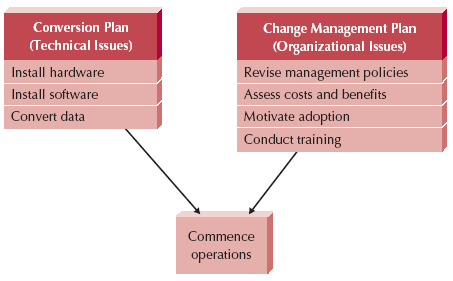 Conversion Plan
(Technical Issues)
Install hardware
Install software
Convert data
Change Management Plan
(Organizational Issues)
Revise management policies
Assess costs and benefits
Motivate adoption
Conduct training
Commence
operations